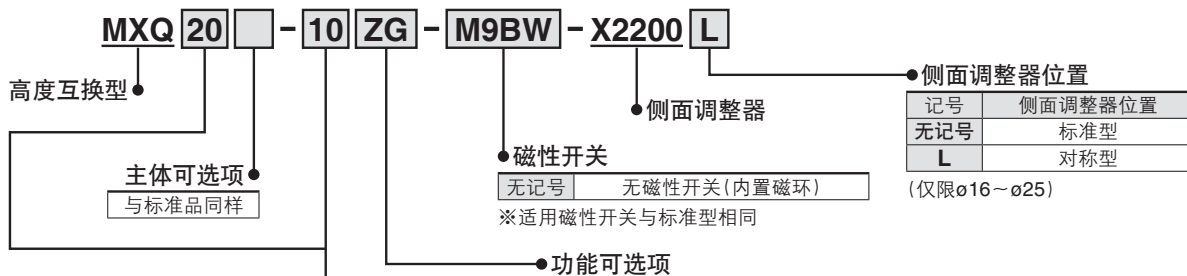 MXQ 20 - 10 ZG - M9BW - X2200 L
高度互换型
侧面调整器位置
记号 侧面调整器位置
无记号 标准型
L 对称型
(仅限ø16～ø25)
侧面调整器
磁性开关
无记号 无磁性开关(内置磁环)
※适用磁性开关与标准型相同
主体可选项
与标准品同样
功能可选项